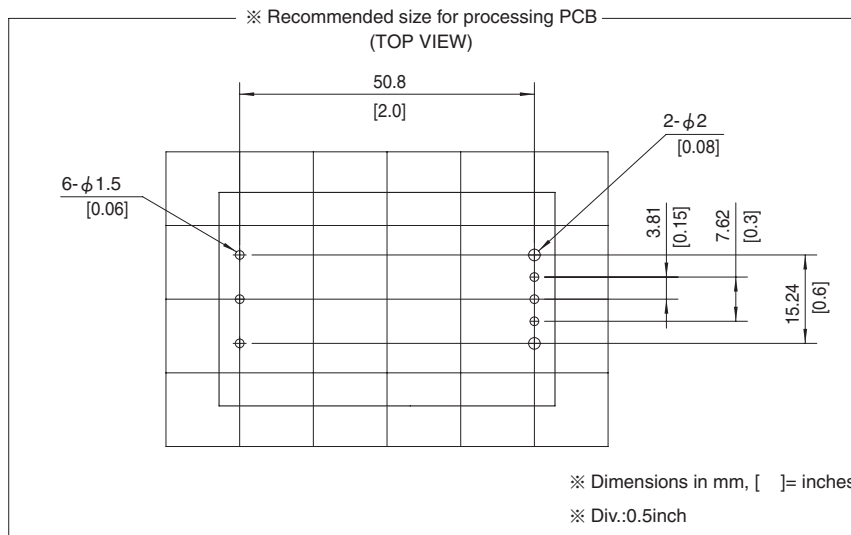 ※ Recommended size for processing PCB
(TOP VIEW)
50.8
[2.0]
2-φ2
[0.08]
6-φ1.5
[0.06]
3.81
[0.15]
7.62
[0.3]
15.24
[0.6]
※ Dimensions in mm, [ ]= inches
※ Div.:0.5inch